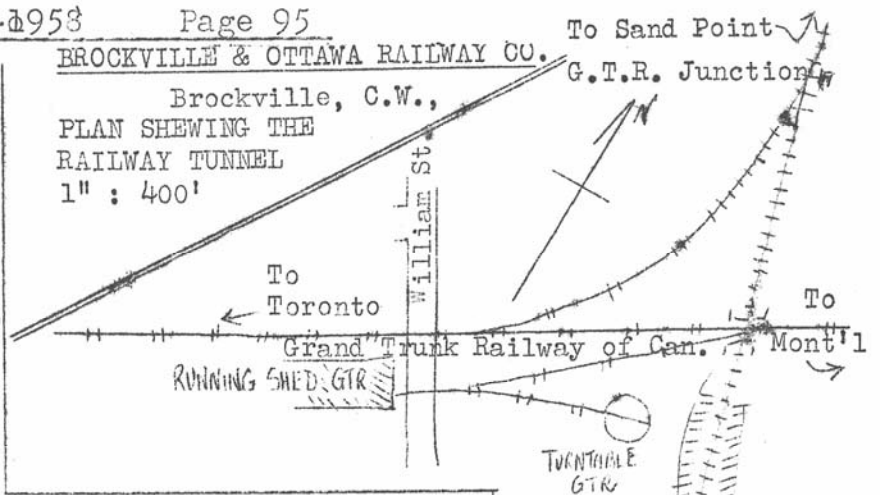 1958 Page 95
BROCKVILLE & OTTAWA RAILWAY CO.
Brockville, C.W.,
PLAN SHEWING THE
RAILWAY TUNNEL
1" : 400'
To Sand Point
G.T.R. Junction
N
William St.
To
Toronto
To
Mont'l
Grand Trunk Railway of Can.
RUNNING SHED GTR
TURNTABLE
GTR